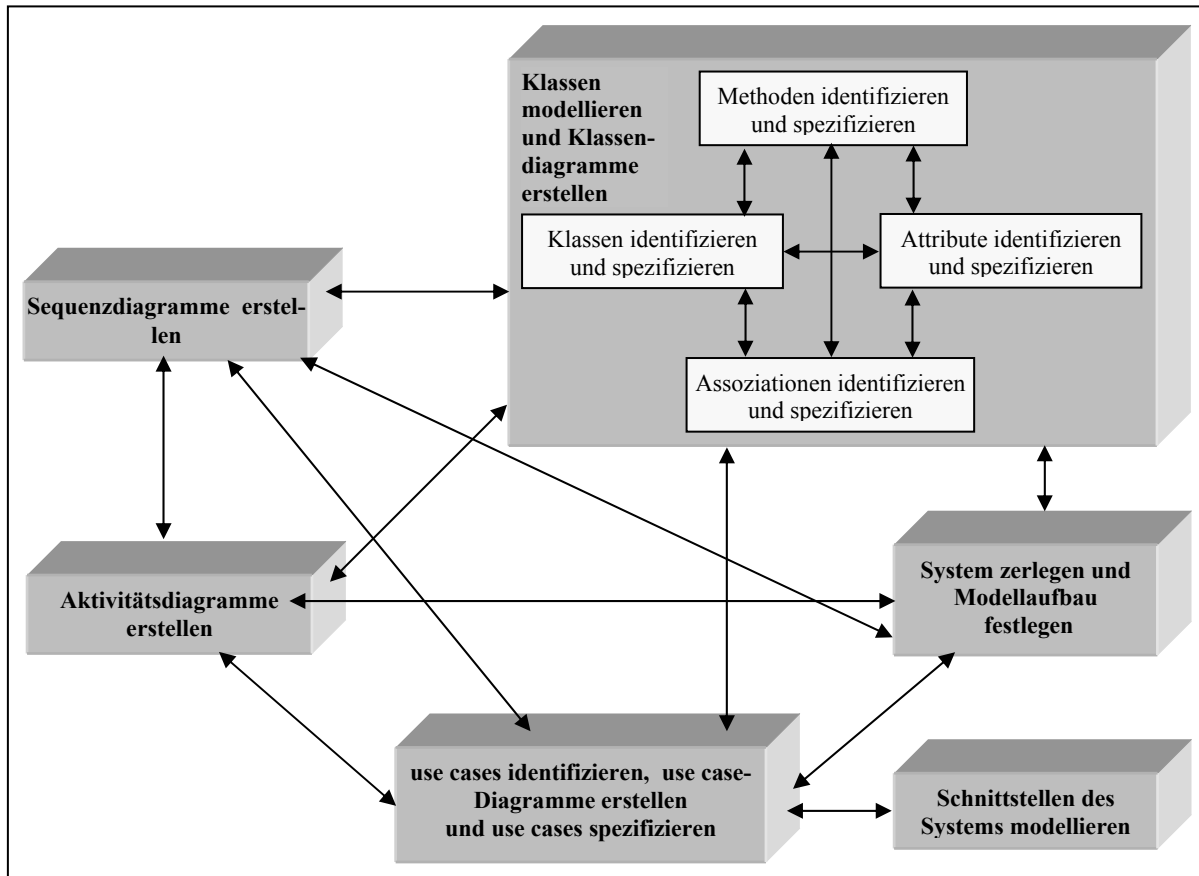 Klassen
modellieren
und Klassen-
diagramme
erstellen
Methoden identifizieren
und spezifizieren
Klassen identifizieren
und spezifizieren
Attribute identifizieren
und spezifizieren
Assoziationen identifizieren
und spezifizieren
Sequenzdiagramme erstel-
len
Aktivitätsdiagramme
erstellen
System zerlegen und
Modellaufbau
festlegen
use cases identifizieren, use case-
Diagramme erstellen
und use cases spezifizieren
Schnittstellen des
Systems modellieren